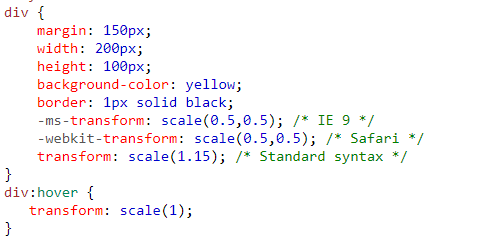 div {
    margin: 150px;
    width: 200px;
    height: 100px;
    background-color: yellow;
    border: 1px solid black;
    -ms-transform: scale(0.5,0.5); /* IE 9 */
    -webkit-transform: scale(0.5,0.5); /* Safari */
    transform: scale(1.15); /* Standard syntax */
}
div:hover {
   transform: scale(1);
}